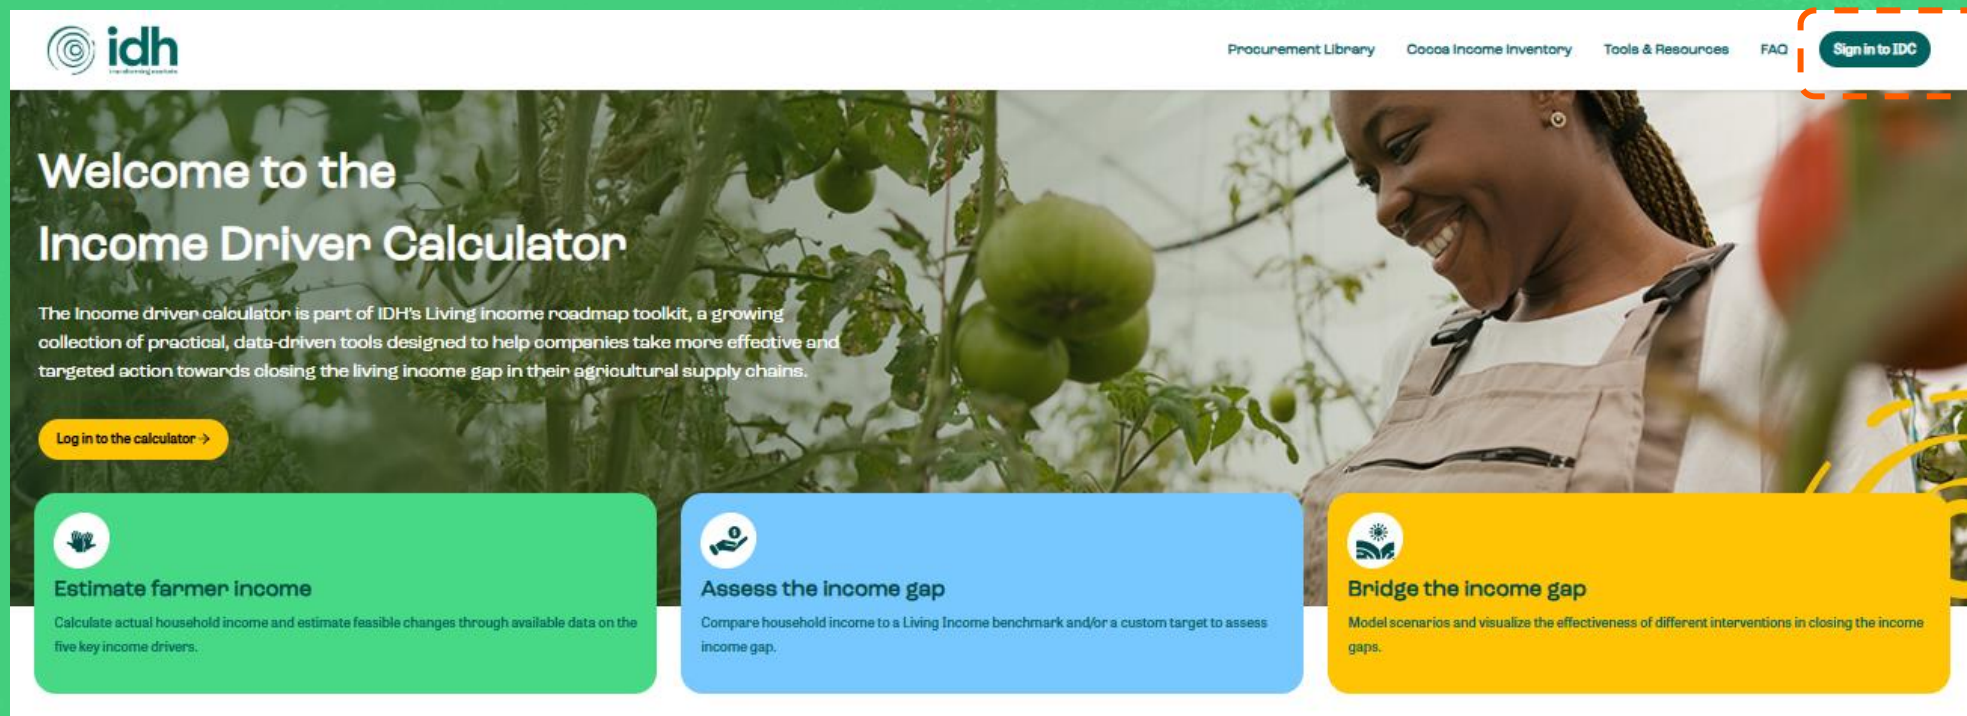 idh
transforming markets
Procurement Library
Cocoa Income Inventory
Tools & Resources
FAQ
Sign in to IDC
Welcome to the
Income Driver Calculator
The Income driver calculator is part of IDH's Living income roadmap toolkit, a growing
collection of practical, data-driven tools designed to help companies take more effective and
targeted action towards closing the living income gap in their agricultural supply chains.
Log in to the calculator →
Estimate farmer income
Calculate actual household income and estimate feasible changes through available data on the
five key income drivers.
Assess the income gap
Compare household income to a Living Income benchmark and/or a custom target to assess
income gap.
Bridge the income gap
Model scenarios and visualize the effectiveness of different interventions in closing the income
gaps.